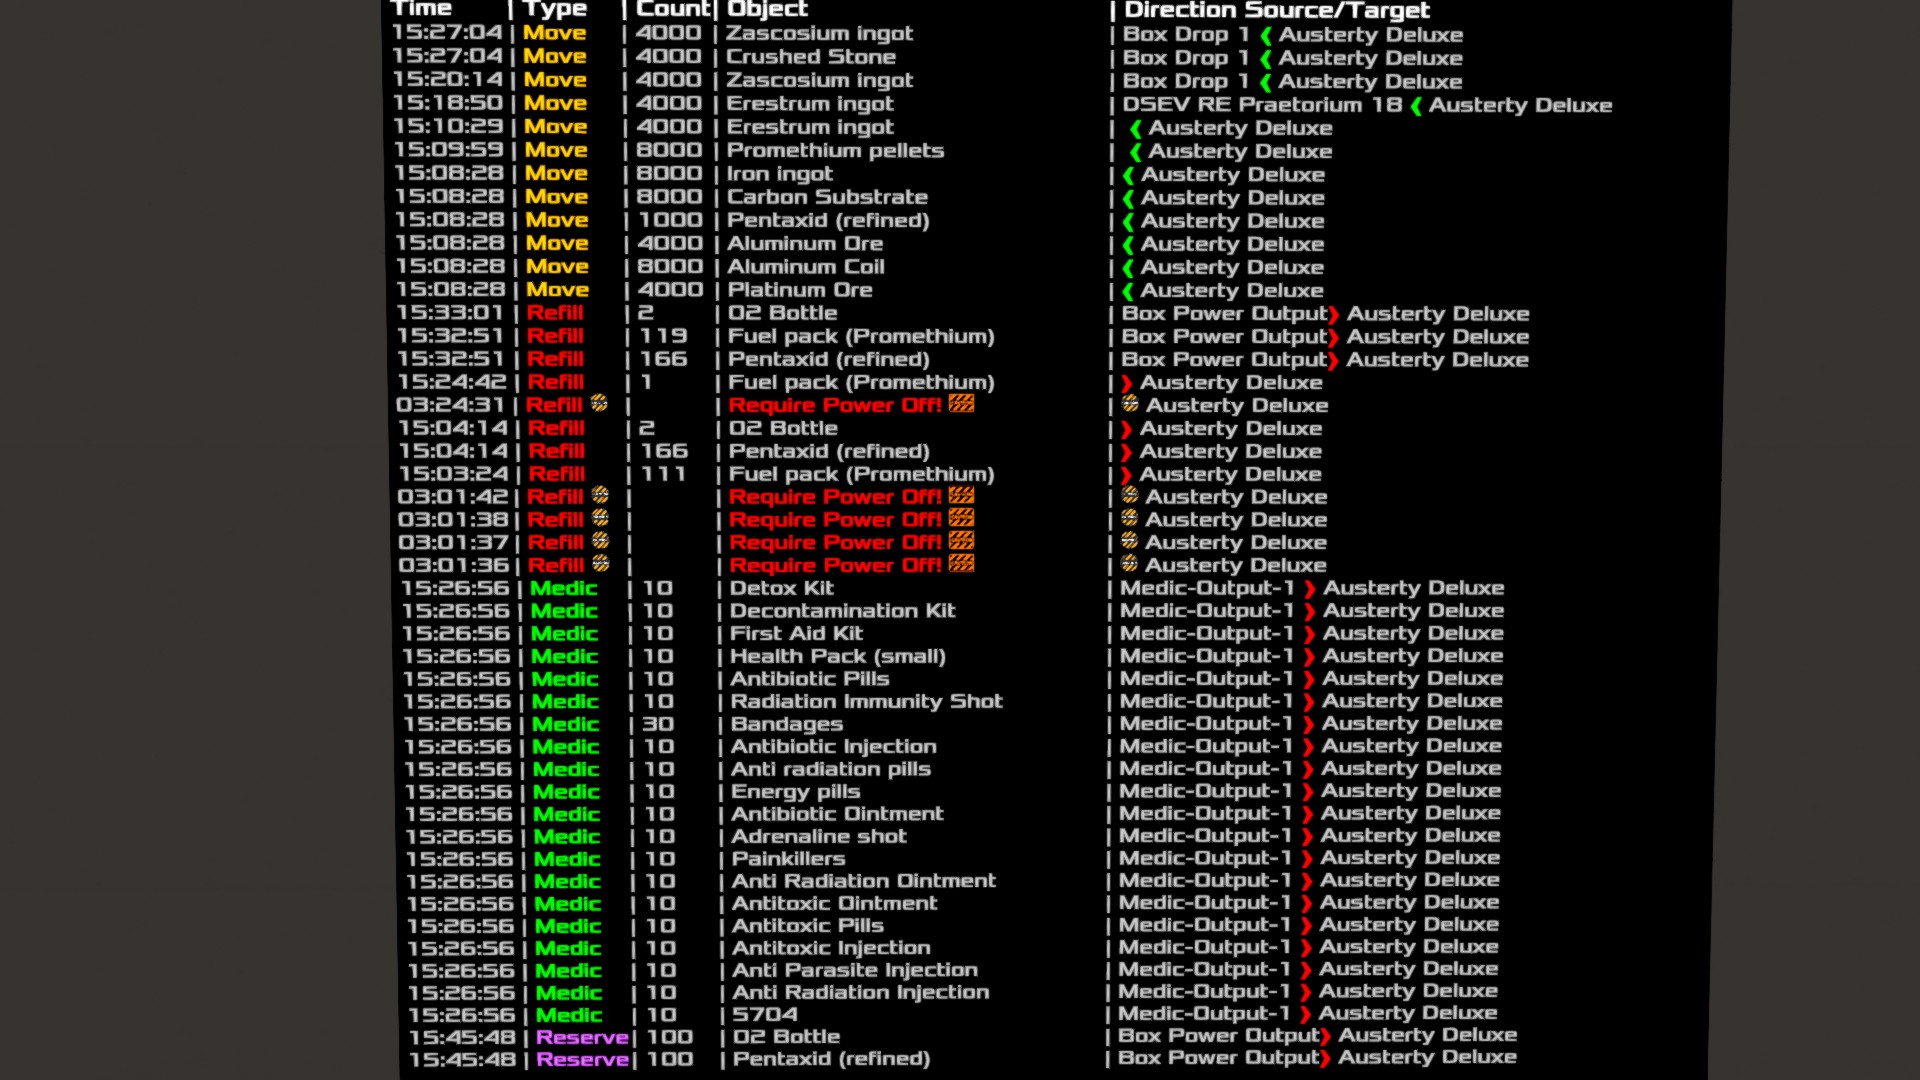 Time | Type | Count| Object | Direction Source/Target
15:27:04 | Move | 4000 | Zascosium ingot | Box Drop 1 ❰ Austerty Deluxe
15:27:04 | Move | 4000 | Crushed Stone | Box Drop 1 ❰ Austerty Deluxe
15:20:14 | Move | 4000 | Zascosium ingot | Box Drop 1 ❰ Austerty Deluxe
15:18:50 | Move | 4000 | Erestrum ingot | DSEV RE Praetorium 18 ❰ Austerty Deluxe
15:10:29 | Move | 4000 | Erestrum ingot | ❰ Austerty Deluxe
15:09:59 | Move | 8000 | Promethium pellets | ❰ Austerty Deluxe
15:08:28 | Move | 8000 | Iron ingot | ❰ Austerty Deluxe
15:08:28 | Move | 8000 | Carbon Substrate | ❰ Austerty Deluxe
15:08:28 | Move | 1000 | Pentaxid (refined) | ❰ Austerty Deluxe
15:08:28 | Move | 4000 | Aluminum Ore | ❰ Austerty Deluxe
15:08:28 | Move | 8000 | Aluminum Coil | ❰ Austerty Deluxe
15:08:28 | Move | 4000 | Platinum Ore | ❰ Austerty Deluxe
15:33:01 | Refill | 2 | O2 Bottle | Box Power Output❱ Austerty Deluxe
15:32:51 | Refill | 119 | Fuel pack (Promethium) | Box Power Output❱ Austerty Deluxe
15:32:51 | Refill | 166 | Pentaxid (refined) | Box Power Output❱ Austerty Deluxe
15:24:42 | Refill | 1 | Fuel pack (Promethium) | ❱ Austerty Deluxe
03:24:31 | Refill | | Require Power Off! | Austerty Deluxe
15:04:14 | Refill | 2 | O2 Bottle | ❱ Austerty Deluxe
15:04:14 | Refill | 166 | Pentaxid (refined) | ❱ Austerty Deluxe
15:03:24 | Refill | 111 | Fuel pack (Promethium) | ❱ Austerty Deluxe
03:01:42 | Refill | | Require Power Off! | Austerty Deluxe
03:01:38 | Refill | | Require Power Off! | Austerty Deluxe
03:01:37 | Refill | | Require Power Off! | Austerty Deluxe
03:01:36 | Refill | | Require Power Off! | Austerty Deluxe
15:26:56 | Medic | 10 | Detox Kit | Medic-Output-1 ❱ Austerty Deluxe
15:26:56 | Medic | 10 | Decontamination Kit | Medic-Output-1 ❱ Austerty Deluxe
15:26:56 | Medic | 10 | First Aid Kit | Medic-Output-1 ❱ Austerty Deluxe
15:26:56 | Medic | 10 | Health Pack (small) | Medic-Output-1 ❱ Austerty Deluxe
15:26:56 | Medic | 10 | Antibiotic Pills | Medic-Output-1 ❱ Austerty Deluxe
15:26:56 | Medic | 10 | Radiation Immunity Shot | Medic-Output-1 ❱ Austerty Deluxe
15:26:56 | Medic | 30 | Bandages | Medic-Output-1 ❱ Austerty Deluxe
15:26:56 | Medic | 10 | Antibiotic Injection | Medic-Output-1 ❱ Austerty Deluxe
15:26:56 | Medic | 10 | Anti radiation pills | Medic-Output-1 ❱ Austerty Deluxe
15:26:56 | Medic | 10 | Energy pills | Medic-Output-1 ❱ Austerty Deluxe
15:26:56 | Medic | 10 | Antibiotic Ointment | Medic-Output-1 ❱ Austerty Deluxe
15:26:56 | Medic | 10 | Adrenaline shot | Medic-Output-1 ❱ Austerty Deluxe
15:26:56 | Medic | 10 | Painkillers | Medic-Output-1 ❱ Austerty Deluxe
15:26:56 | Medic | 10 | Anti Radiation Ointment | Medic-Output-1 ❱ Austerty Deluxe
15:26:56 | Medic | 10 | Antitoxic Ointment | Medic-Output-1 ❱ Austerty Deluxe
15:26:56 | Medic | 10 | Antitoxic Pills | Medic-Output-1 ❱ Austerty Deluxe
15:26:56 | Medic | 10 | Antitoxic Injection | Medic-Output-1 ❱ Austerty Deluxe
15:26:56 | Medic | 10 | Anti Parasite Injection | Medic-Output-1 ❱ Austerty Deluxe
15:26:56 | Medic | 10 | Anti Radiation Injection | Medic-Output-1 ❱ Austerty Deluxe
15:26:56 | Medic | 10 | 5704 | Medic-Output-1 ❱ Austerty Deluxe
15:45:48 | Reserve| 100 | O2 Bottle | Box Power Output❱ Austerty Deluxe
15:45:48 | Reserve| 100 | Pentaxid (refined) | Box Power Output❱ Austerty Deluxe